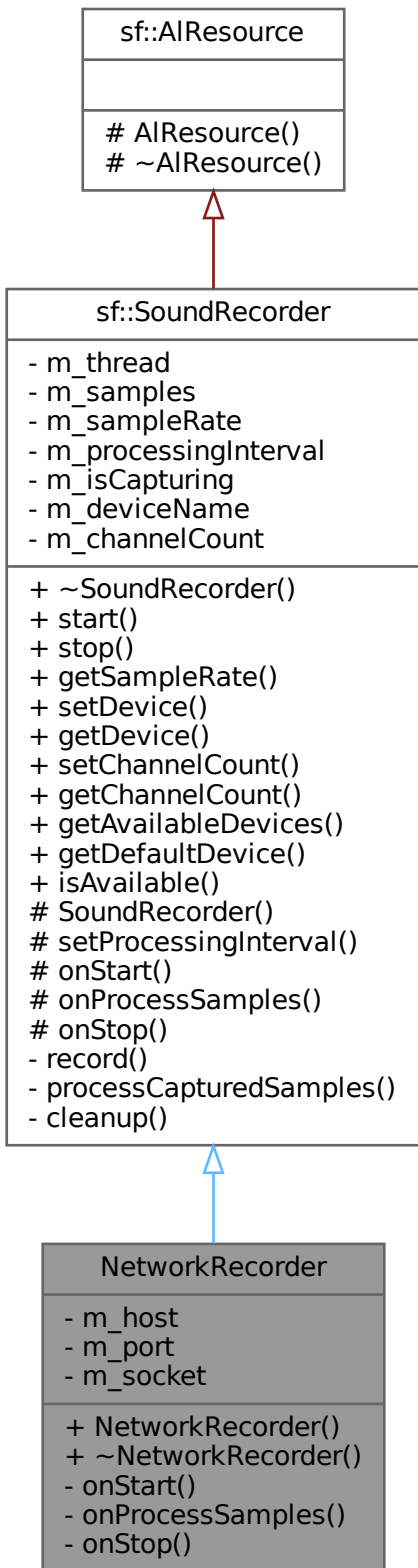 sf::AlResource
# AlResource()
# ~AlResource()
sf::SoundRecorder
- m_thread
- m_samples
- m_sampleRate
- m_processingInterval
- m_isCapturing
- m_deviceName
- m_channelCount
+ ~SoundRecorder()
+ start()
+ stop()
+ getSampleRate()
+ setDevice()
+ getDevice()
+ setChannelCount()
+ getChannelCount()
+ getAvailableDevices()
+ getDefaultDevice()
+ isAvailable()
# SoundRecorder()
# setProcessingInterval()
# onStart()
# onProcessSamples()
# onStop()
- record()
- processCapturedSamples()
- cleanup()
NetworkRecorder
- m_host
- m_port
- m_socket
+ NetworkRecorder()
+ ~NetworkRecorder()
- onStart()
- onProcessSamples()
- onStop()